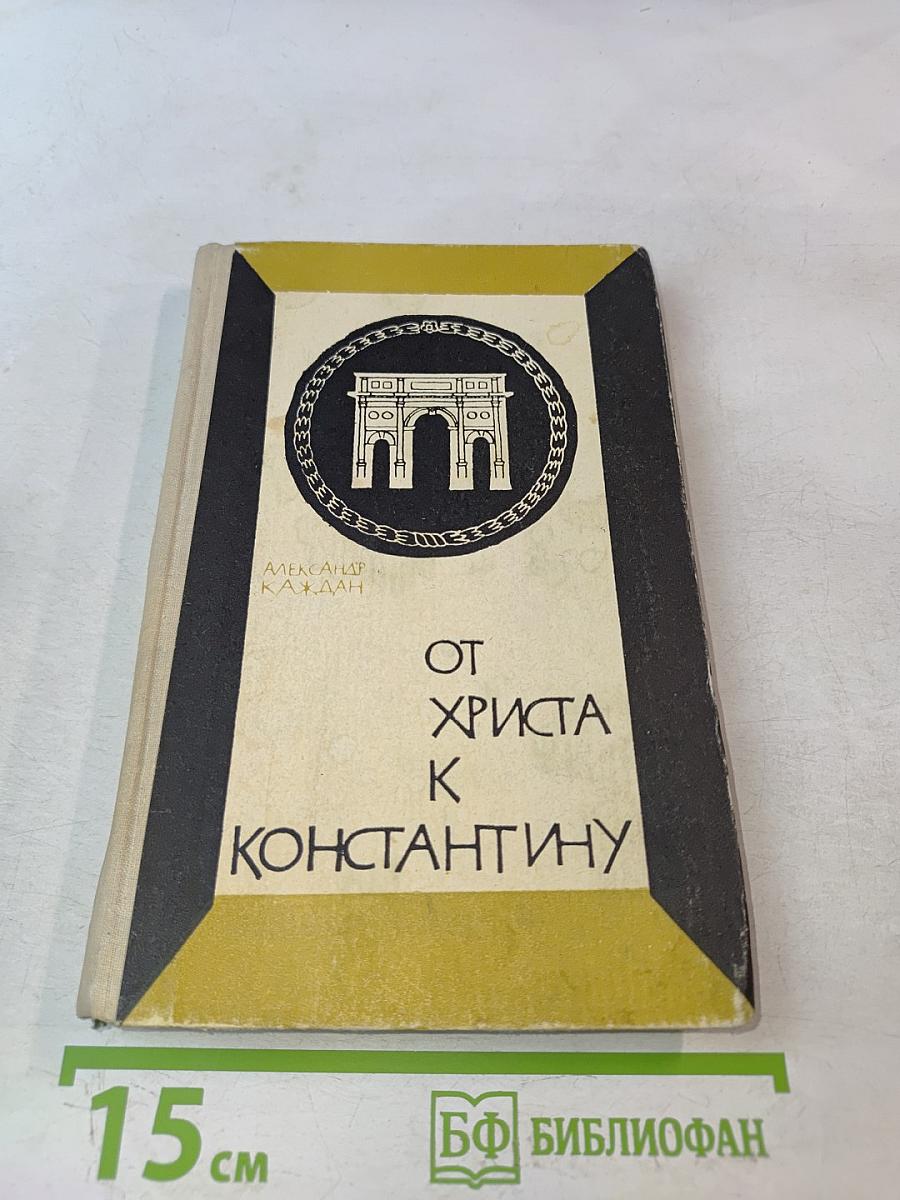 АЛЕКСАНДР
КАЖДАН
ОТ
ХРИСТА
К
КОНСТАНТИНУ
15 см
БФ БИБЛИОФАН